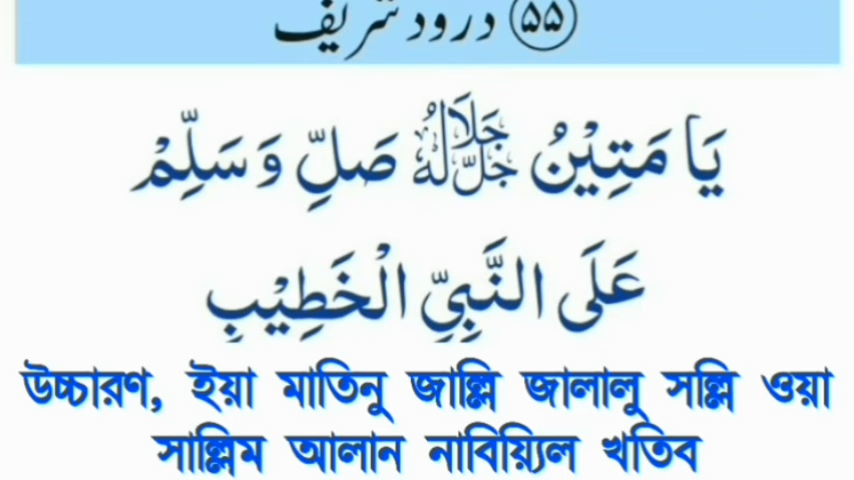 ۵۵ درود شریف
يَا مَتِيْنُ جَلَّ جَلَالُهٗ صَلِّ وَسَلِّمْ
عَلَى النَّبِيِّ الْخَطِيْبِ
উচ্চারণ, ইয়া মাতিনু জাল্লি জালালু সল্লি ওয়া
সাল্লিম আলান নাবিয়্যিল খতিব